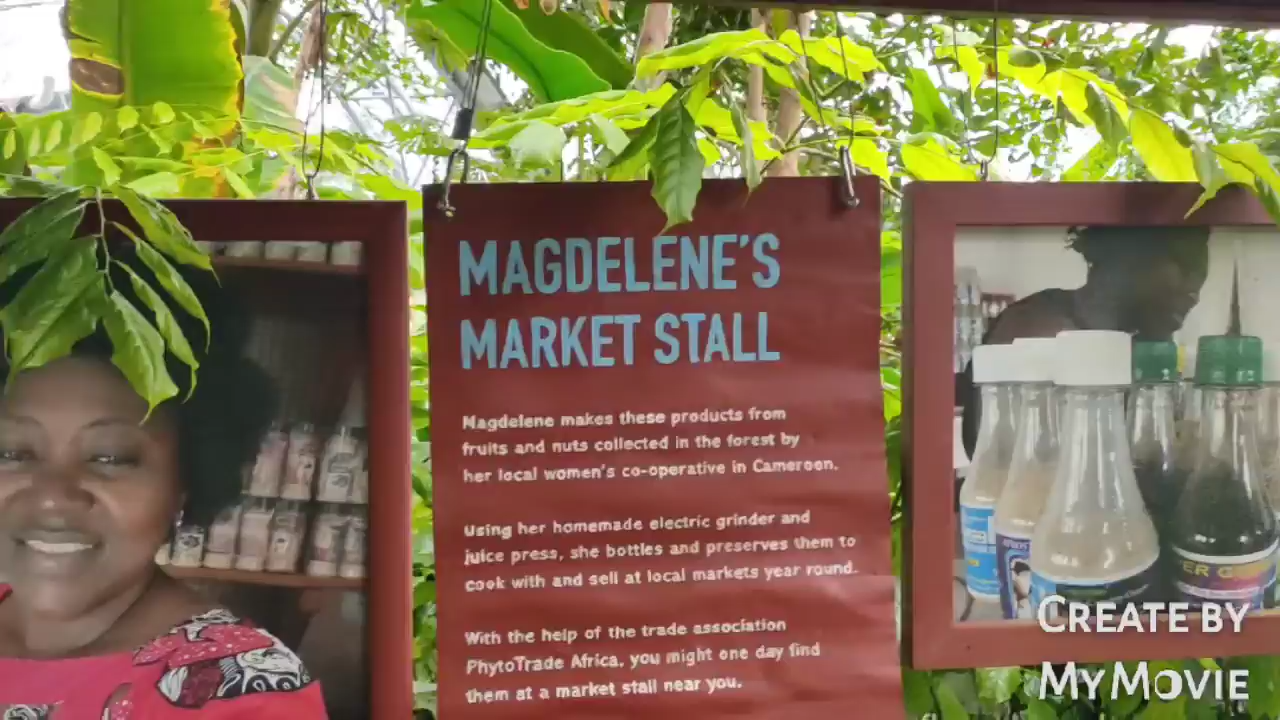 MAGDELENE'S
MARKET STALL
Magdelene makes these products from
fruits and nuts collected in the forest by
her local women's co-operative in Cameroon.
Using her homemade electric grinder and
juice press, she bottles and preserves them to
cook with and sell at local markets year round.
With the help of the trade association
PhytoTrade Africa, you might one day find
them at a market stall near you.
CREATE BY
MYMOVIE